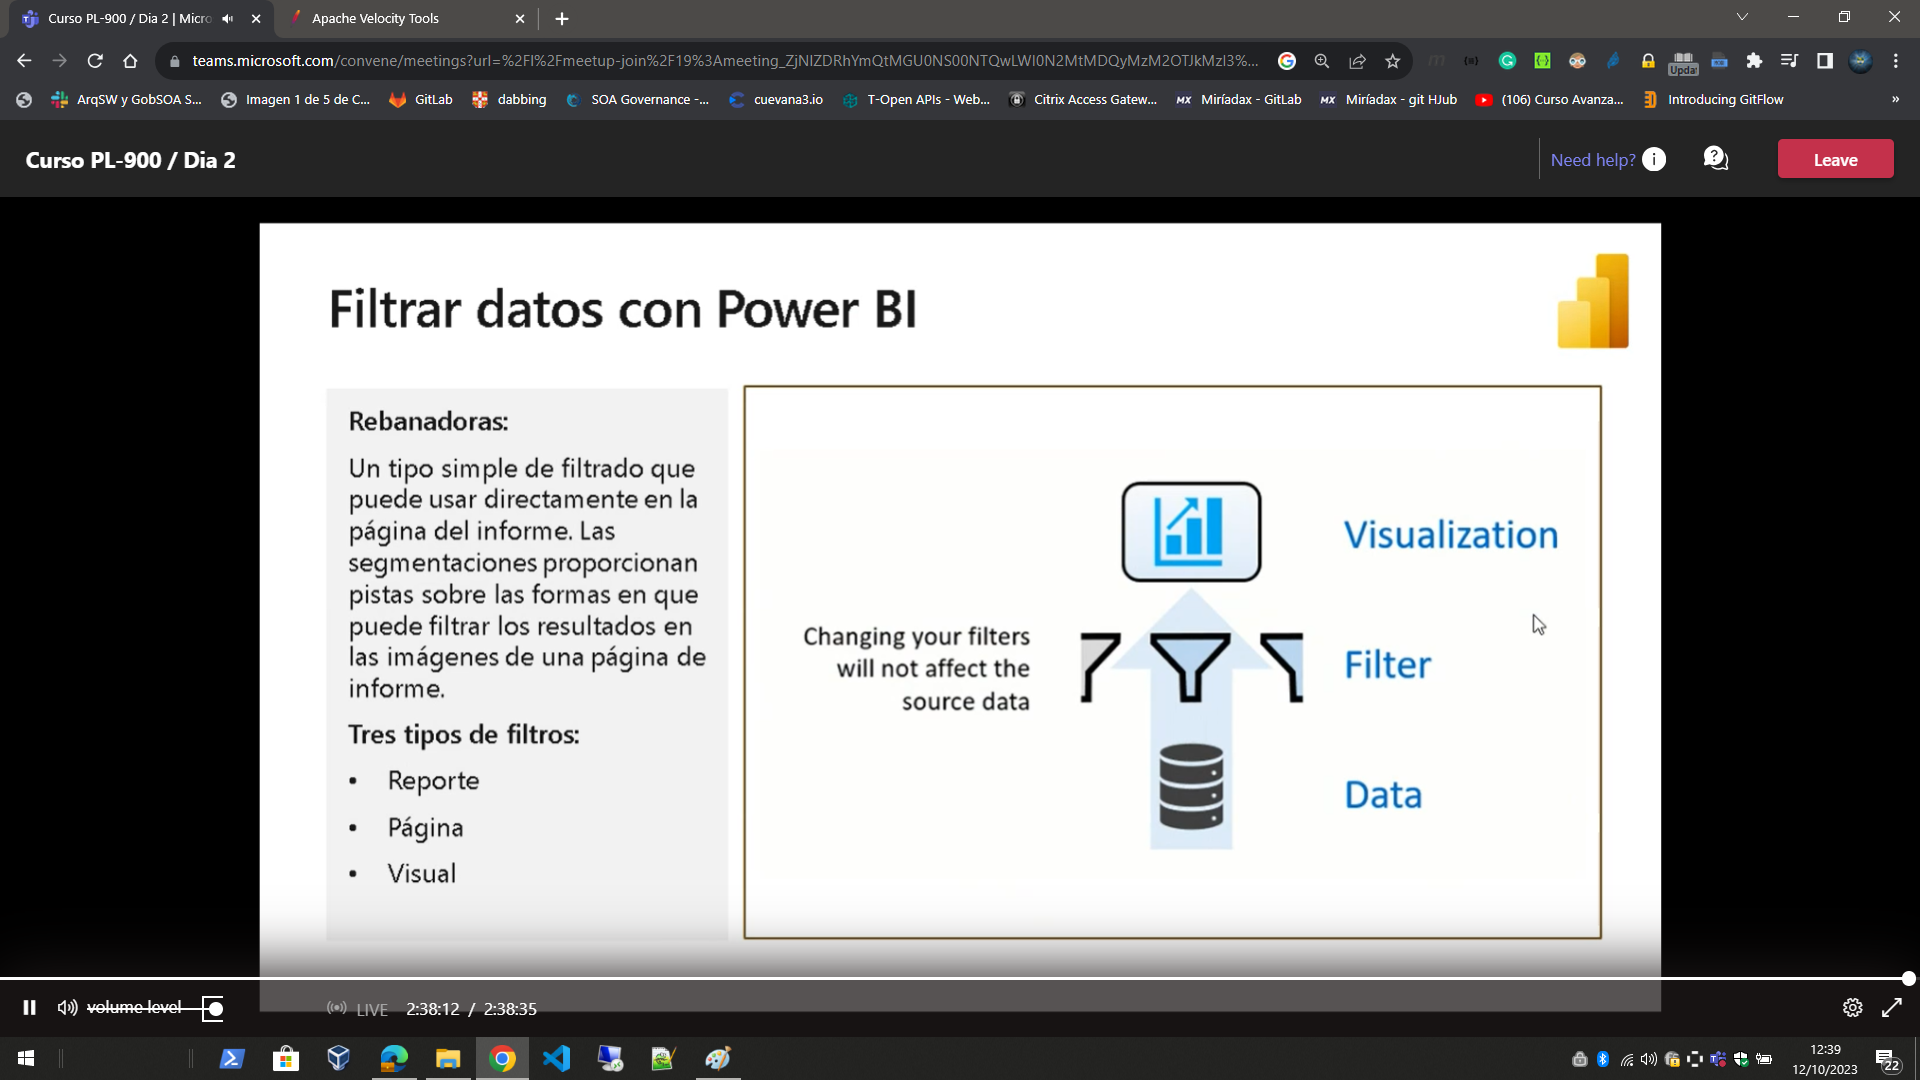 Curso PL-900 / Dia 2 | Micro
Apache Velocity Tools
teams.microsoft.com/convene/meetings?url=%2Fl%2Fmeetup-join%2F19%3Ameeting_ZjNlZDRhYmQtMGU0NS00NTQwLWI0N2MtMDQyMzM2OTJkMzI3%...
Upda
ArqSW y GobSOA S...
Imagen 1 de 5 de C...
GitLab
dabbing
SOA Governance -...
cuevana3.io
T-Open APIs - Web...
Citrix Access Gatew...
Miríadax - GitLab
Miríadax - git HJub
(106) Curso Avanza...
Introducing GitFlow
»
Curso PL-900 / Dia 2
Need help?
Leave
Filtrar datos con Power BI
Rebanadoras:
Un tipo simple de filtrado que
puede usar directamente en la
página del informe. Las
segmentaciones proporcionan
pistas sobre las formas en que
puede filtrar los resultados en
las imágenes de una página de
informe.
Tres tipos de filtros:
• Reporte
• Página
• Visual
Visualization
Changing your filters
will not affect the
source data
Filter
Data
volume level
LIVE 2:38:12 / 2:38:35
12:39
12/10/2023
22